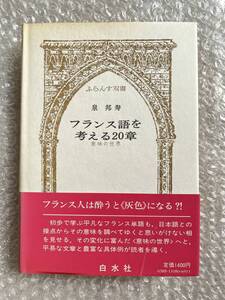 ふらんす双書
泉 邦寿
フランス語を
考える20章
意味の世界
フランス人は酔うと《灰色》になる?!
初歩で学ぶ平凡なフランス単語も、日本語との
接点からその意味を調べてゆくと思いがけない相
を見せる。その変化に富んだ《意味の世界》へと、
平易な文章と豊富な具体例が読者を導く。
定価1400円
白水社